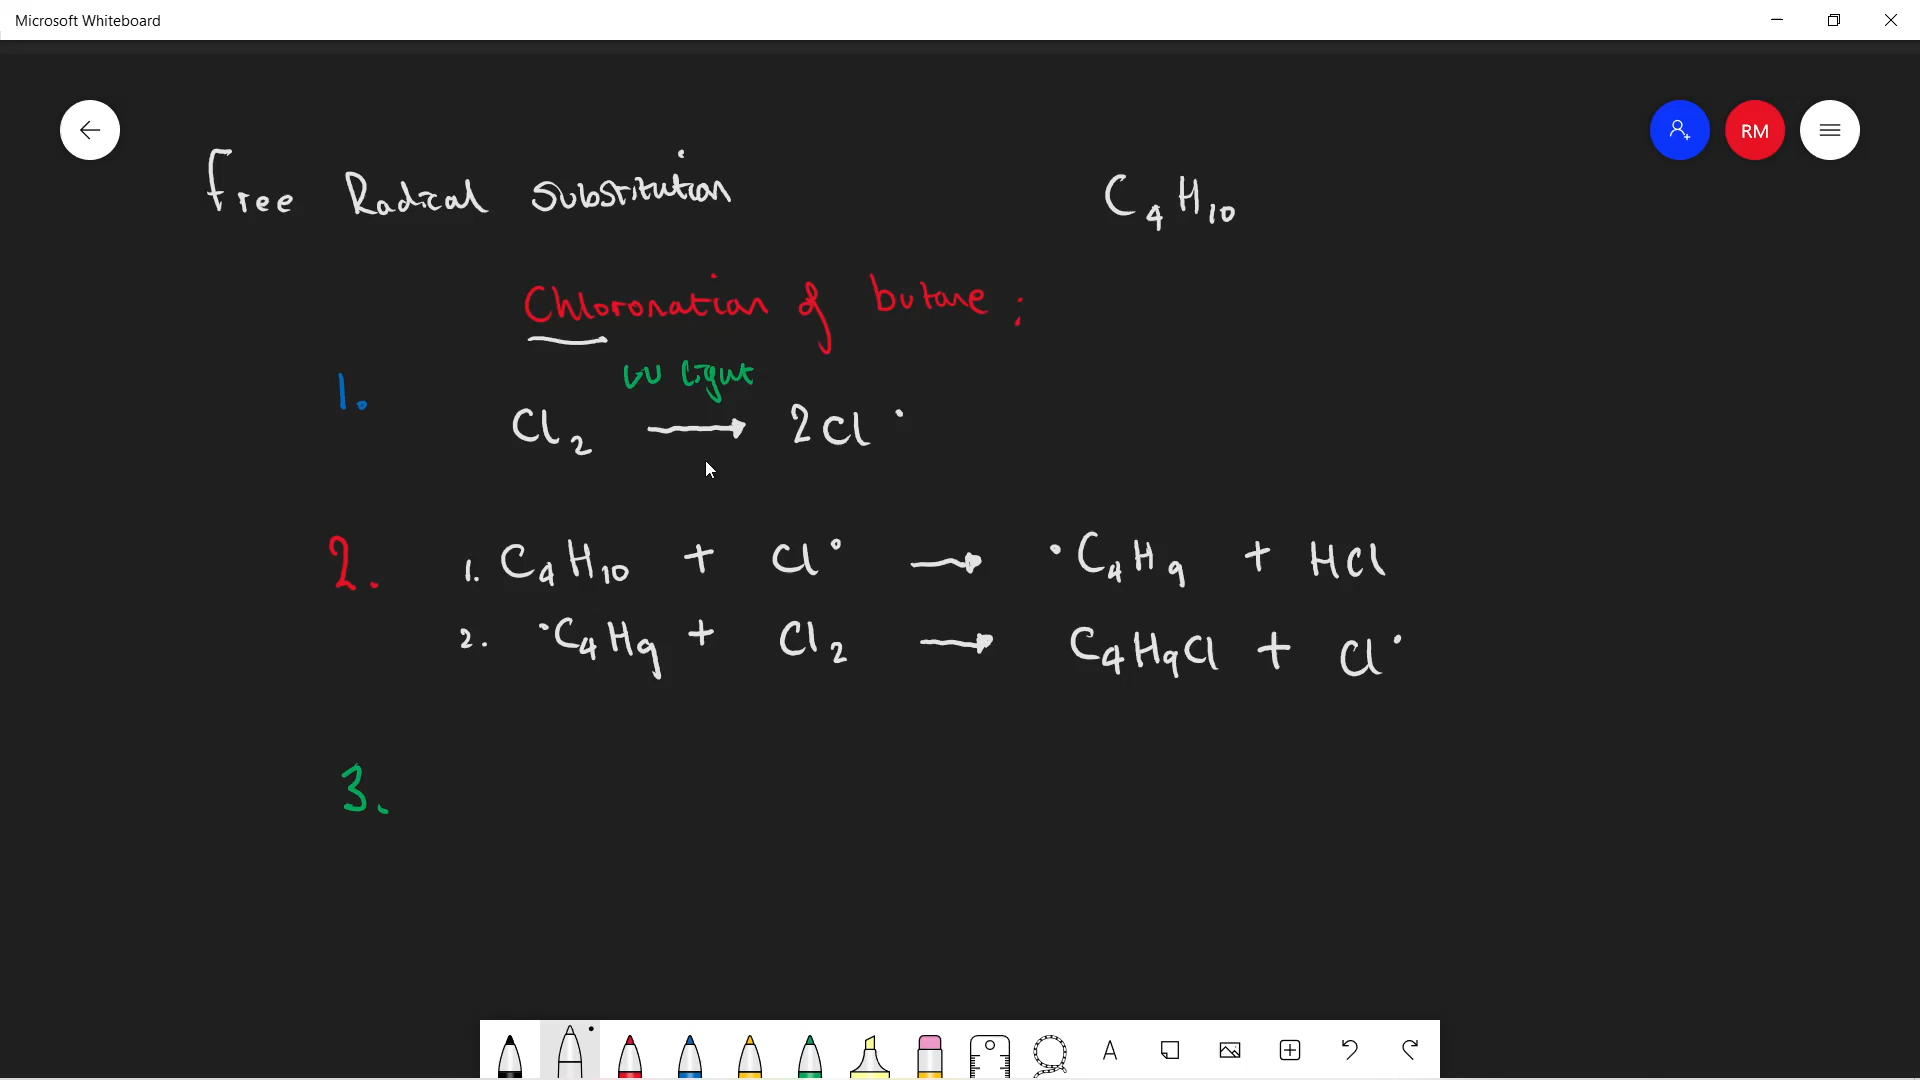 Microsoft Whiteboard
RM
Free Radical Substitution
C₄H₁₀
Chloronation of butane:
UV light
1.
Cl₂ → 2Cl•
2.
1. C₄H₁₀ + Cl• → •C₄H₉ + HCl
2. •C₄H₉ + Cl₂ → C₄H₉Cl + Cl•
3.
A